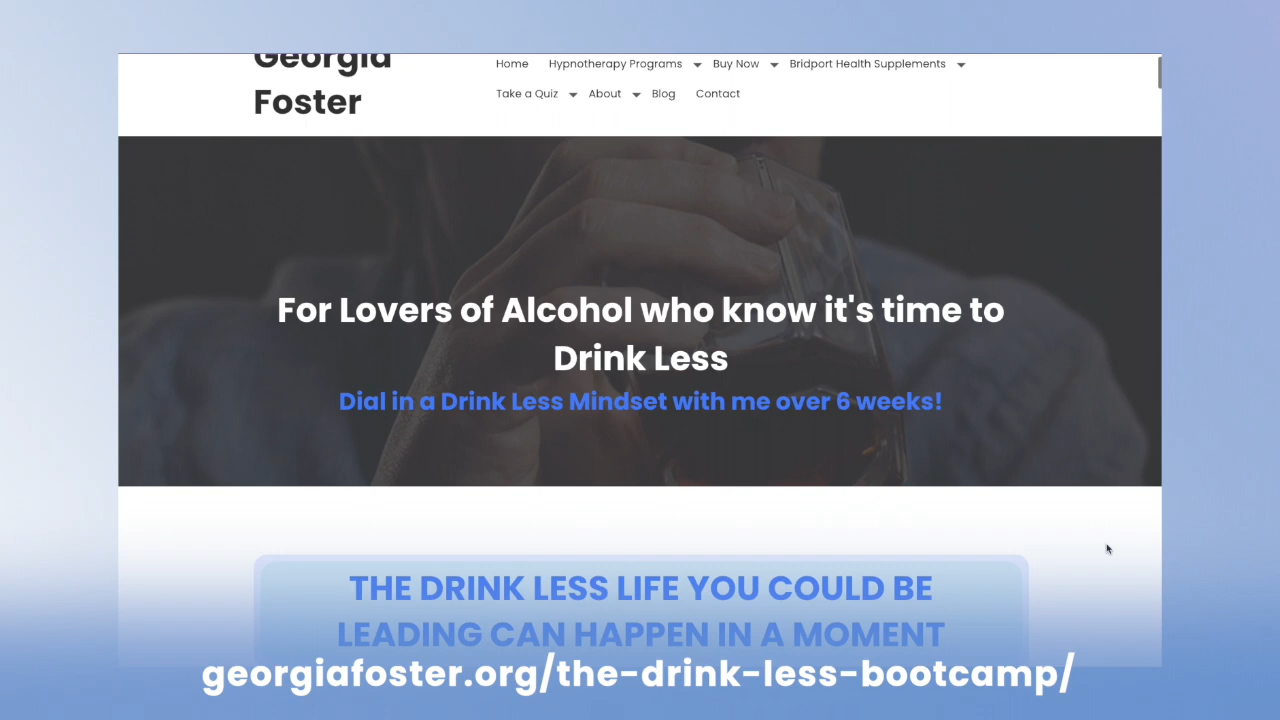 Georgia
Foster
Home Hypnotherapy Programs Buy Now Bridport Health Supplements
Take a Quiz About Blog Contact
For Lovers of Alcohol who know it's time to
Drink Less
Dial in a Drink Less Mindset with me over 6 weeks!
THE DRINK LESS LIFE YOU COULD BE
LEADING CAN HAPPEN IN A MOMENT
georgiafoster.org/the-drink-less-bootcamp/